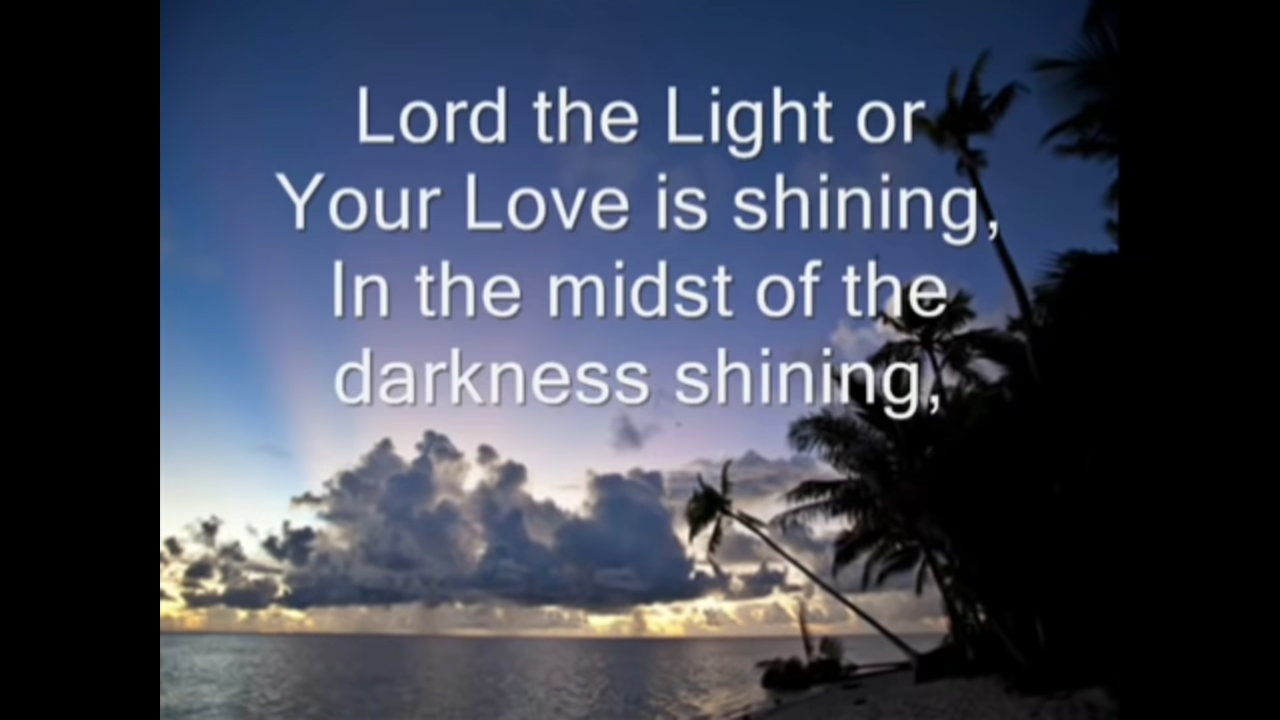 Lord the Light or
Your Love is shining,
In the midst of the
darkness shining,